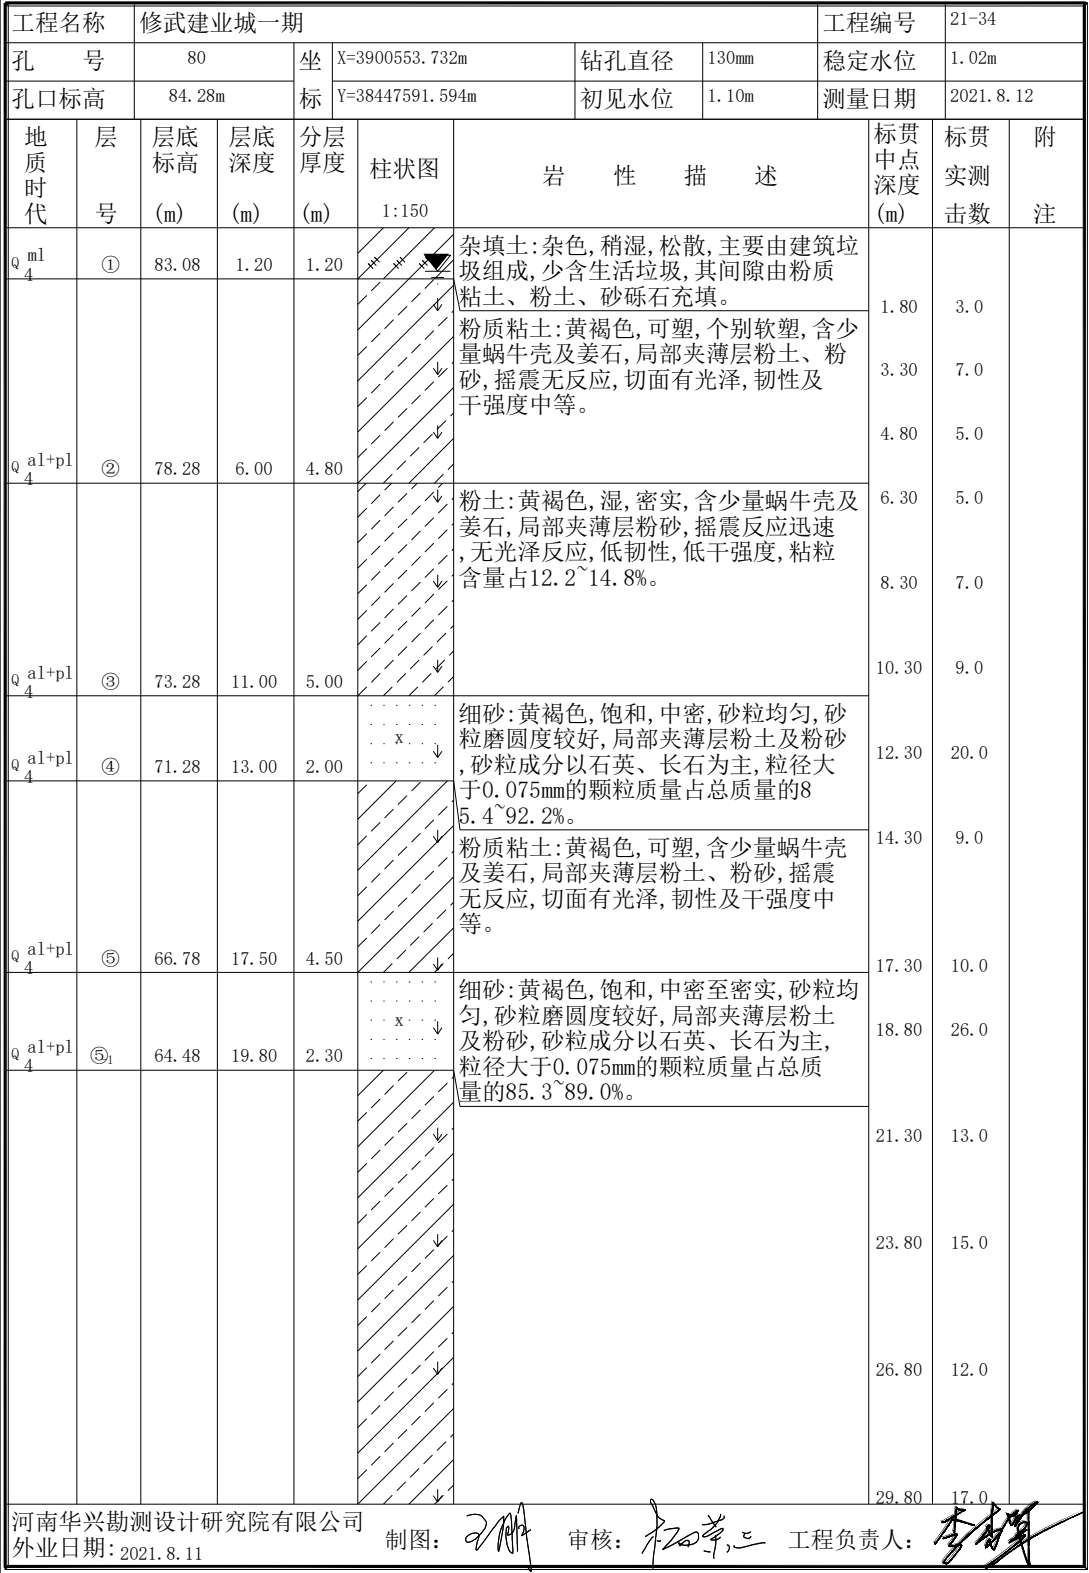 工程名称 修武建业城一期 工程编号 21-34
孔 号 80 坐 X=3900553.732m 钻孔直径 130mm 稳定水位 1.02m
孔口标高 84.28m 标 Y=38447591.594m 初见水位 1.10m 测量日期 2021.8.12
地质时代 层号 层底标高(m) 层底深度(m) 分层厚度(m) 柱状图 1:150 岩性描述 标贯中点深度(m) 标贯实测击数 附注
Q4 ml ① 83.08 1.20 1.20
杂填土:杂色,稍湿,松散,主要由建筑垃
圾组成,少含生活垃圾,其间隙由粉质
粘土、粉土、砂砾石充填。
1.80 3.0
粉质粘土:黄褐色,可塑,个别软塑,含少
量蜗牛壳及姜石,局部夹薄层粉土、粉
砂,摇震无反应,切面有光泽,韧性及
干强度中等。
3.30 7.0
4.80 5.0
Q4 al+pl ② 78.28 6.00 4.80
6.30 5.0
粉土:黄褐色,湿,密实,含少量蜗牛壳及
姜石,局部夹薄层粉砂,摇震反应迅速
,无光泽反应,低韧性,低干强度,粘粒
含量占12.2~14.8%。
8.30 7.0
10.30 9.0
Q4 al+pl ③ 73.28 11.00 5.00
细砂:黄褐色,饱和,中密,砂粒均匀,砂
粒磨圆度较好,局部夹薄层粉土及粉砂
,砂粒成分以石英、长石为主,粒径大
于0.075mm的颗粒质量占总质量的8
5.4~92.2%。
x
12.30 20.0
Q4 al+pl ④ 71.28 13.00 2.00
14.30 9.0
粉质粘土:黄褐色,可塑,含少量蜗牛壳
及姜石,局部夹薄层粉土、粉砂,摇震
无反应,切面有光泽,韧性及干强度中
等。
Q4 al+pl ⑤ 66.78 17.50 4.50
17.30 10.0
细砂:黄褐色,饱和,中密至密实,砂粒均
匀,砂粒磨圆度较好,局部夹薄层粉土
及粉砂,砂粒成分以石英、长石为主,
粒径大于0.075mm的颗粒质量占总质
量的85.3~89.0%。
x
18.80 26.0
Q4 al+pl ⑤1 64.48 19.80 2.30
21.30 13.0
23.80 15.0
26.80 12.0
29.80 17.0
河南华兴勘测设计研究院有限公司
外业日期: 2021.8.11 制图: 审核: 工程负责人: